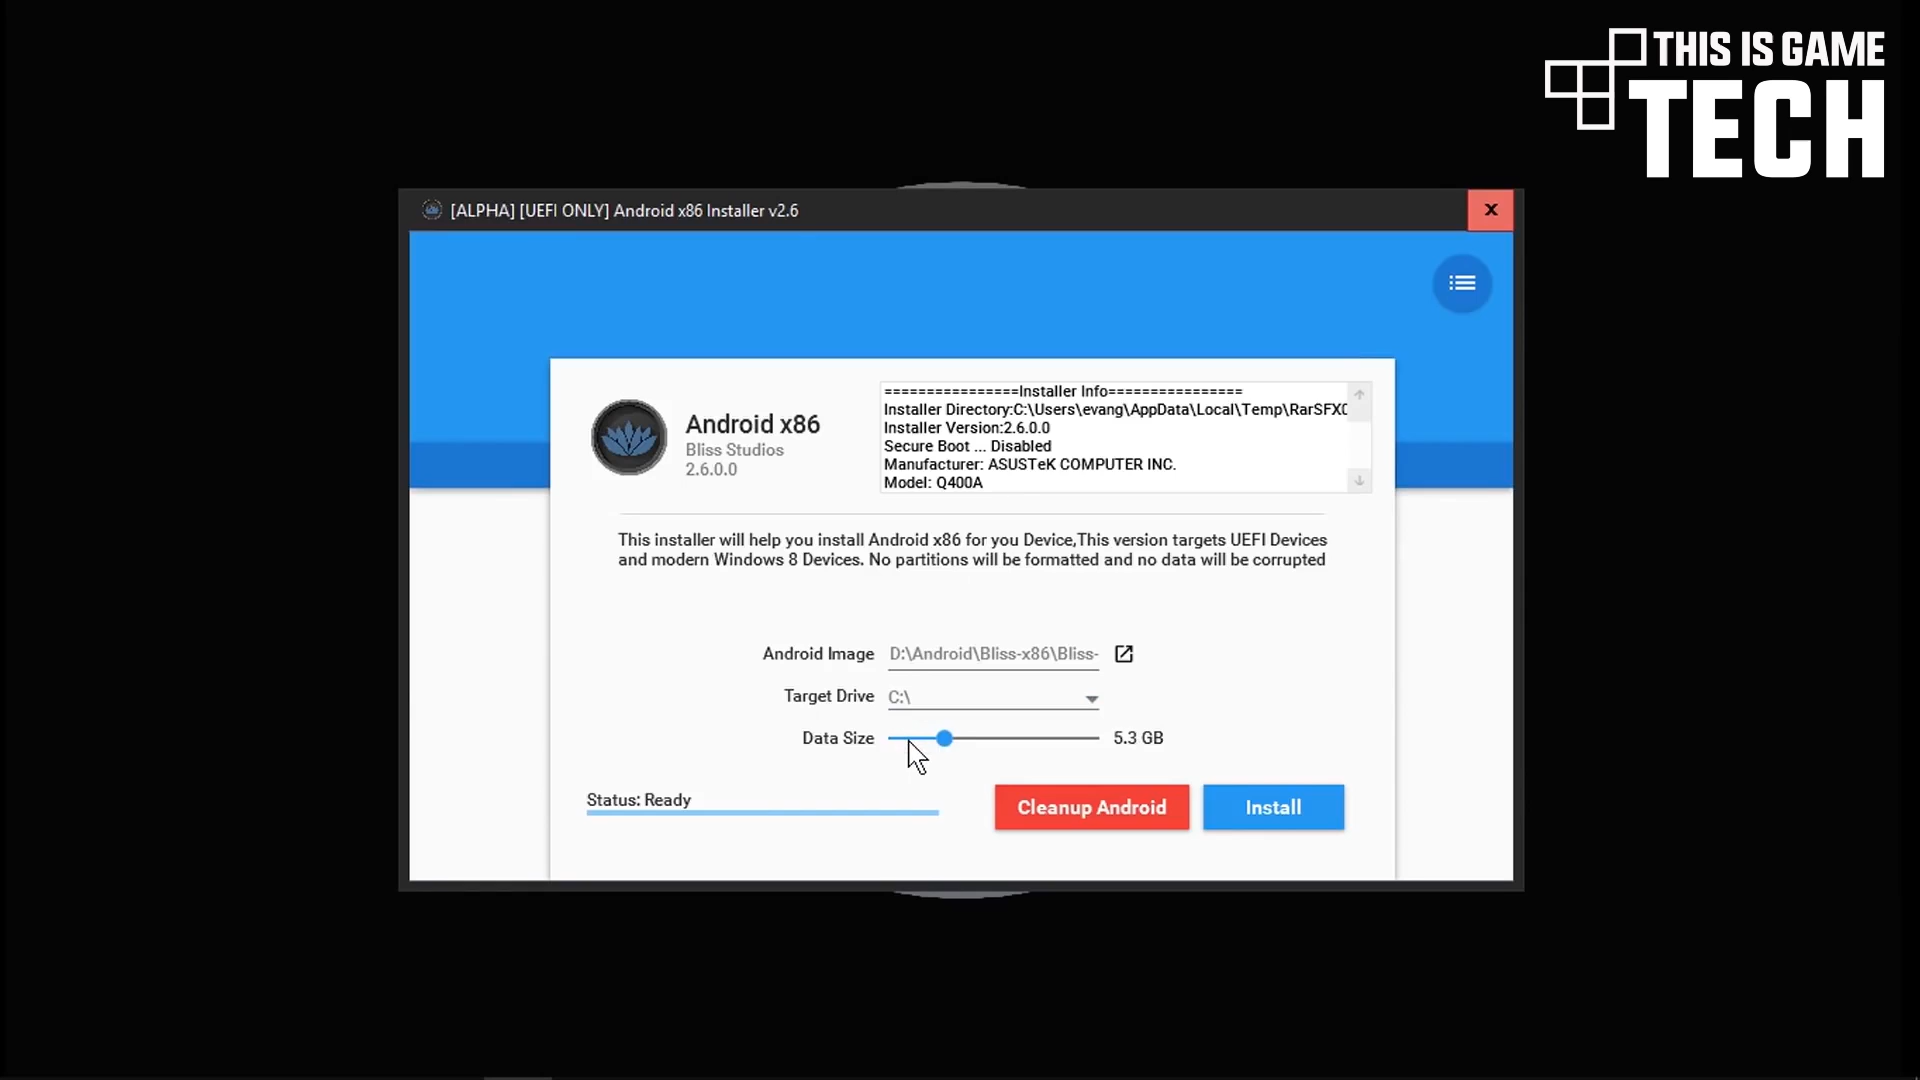 THIS IS GAME
TECH
[ALPHA] [UEFI ONLY] Android x86 Installer v2.6
x
Android x86
Bliss Studios
2.6.0.0
================Installer Info================
Installer Directory:C:\Users\evang\AppData\Local\Temp\RarSFX0
Installer Version:2.6.0.0
Secure Boot ... Disabled
Manufacturer: ASUSTeK COMPUTER INC.
Model: Q400A
This installer will help you install Android x86 for you Device,This version targets UEFI Devices
and modern Windows 8 Devices. No partitions will be formatted and no data will be corrupted
Android Image D:\Android\Bliss-x86\Bliss-
Target Drive C:\
Data Size 5.3 GB
Status: Ready
Cleanup Android
Install